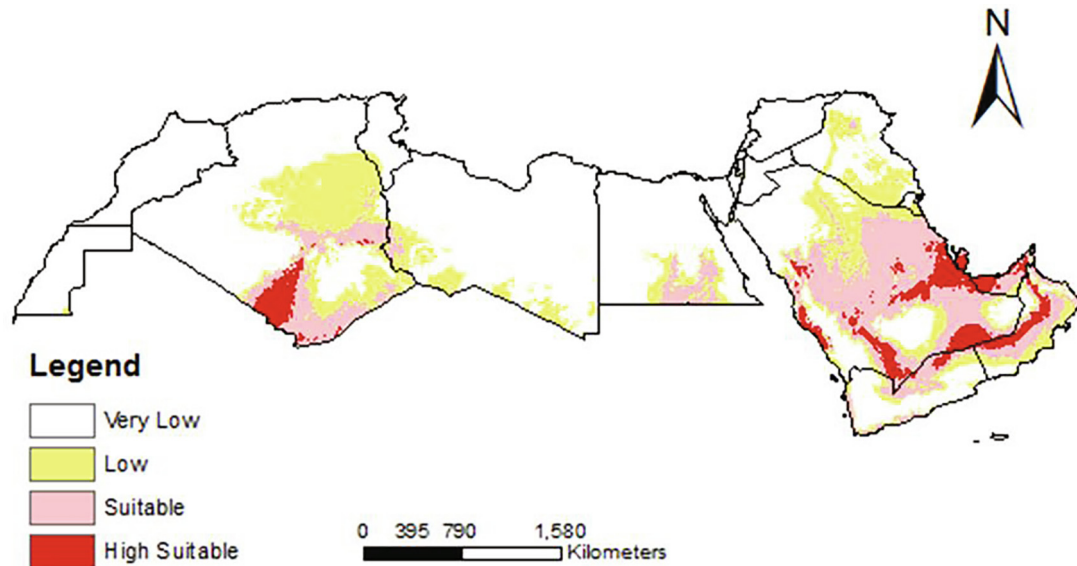 N
Legend
Very Low
Low
Suitable
High Suitable
0 395 790 1,580
Kilometers